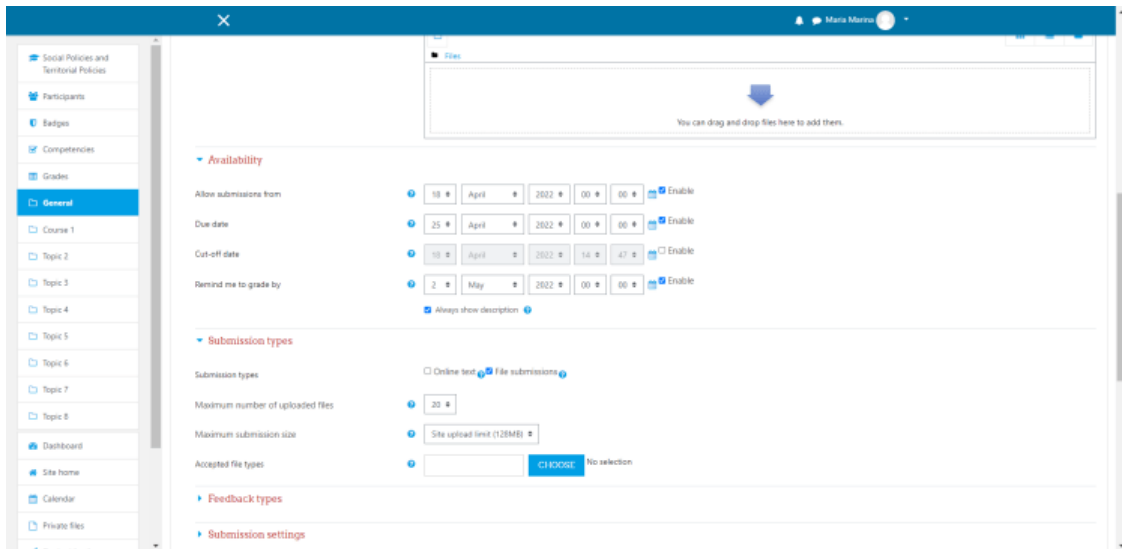 Maria Marina
Social Policies and
Territorial Policies
Participants
Badges
Competencies
Grades
General
Course 1
Topic 2
Topic 3
Topic 4
Topic 5
Topic 6
Topic 7
Topic 8
Dashboard
Site home
Calendar
Private files
Files
You can drag and drop files here to add them.
Availability
Allow submissions from 18 April 2022 00 00 Enable
Due date 25 April 2022 00 00 Enable
Cut-off date 18 April 2022 14 47 Enable
Remind me to grade by 2 May 2022 00 00 Enable
Always show description
Submission types
Submission types Online text File submissions
Maximum number of uploaded files 20
Maximum submission size Site upload limit (128MB)
Accepted file types CHOOSE No selection
Feedback types
Submission settings